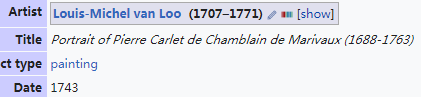 Artist Louis-Michel van Loo (1707–1771) [show]
Title Portrait of Pierre Carlet de Chamblain de Marivaux (1688-1763)
ct type painting
Date 1743